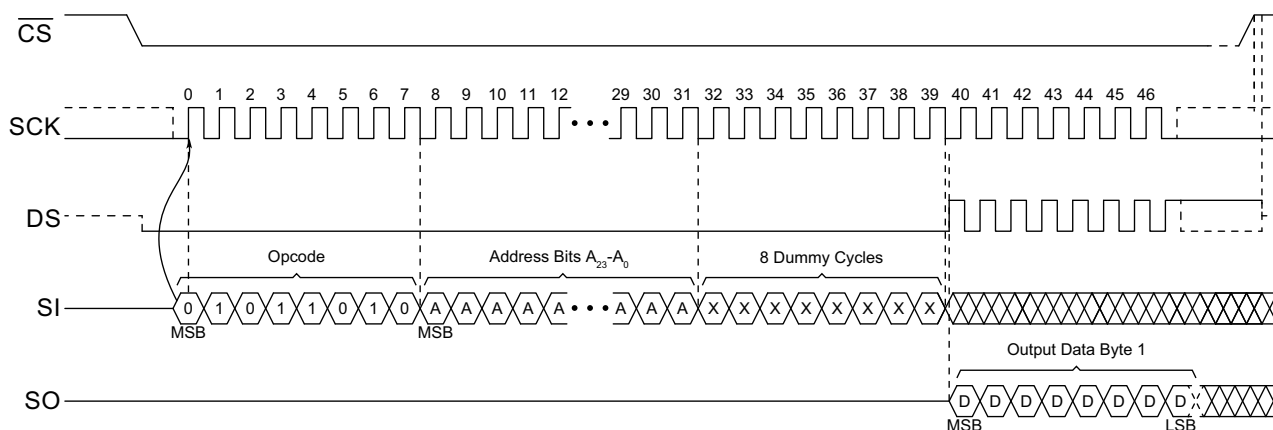 CS
0 1 2 3 4 5 6 7 8 9 10 11 12 29 30 31 32 33 34 35 36 37 38 39 40 41 42 43 44 45 46
SCK •••
DS
Opcode Address Bits A23-A0 8 Dummy Cycles
SI 0 1 0 1 1 0 1 0 A A A A A ••• A A A X X X X X X X X
MSB MSB
Output Data Byte 1
SO D D D D D D D D
MSB LSB